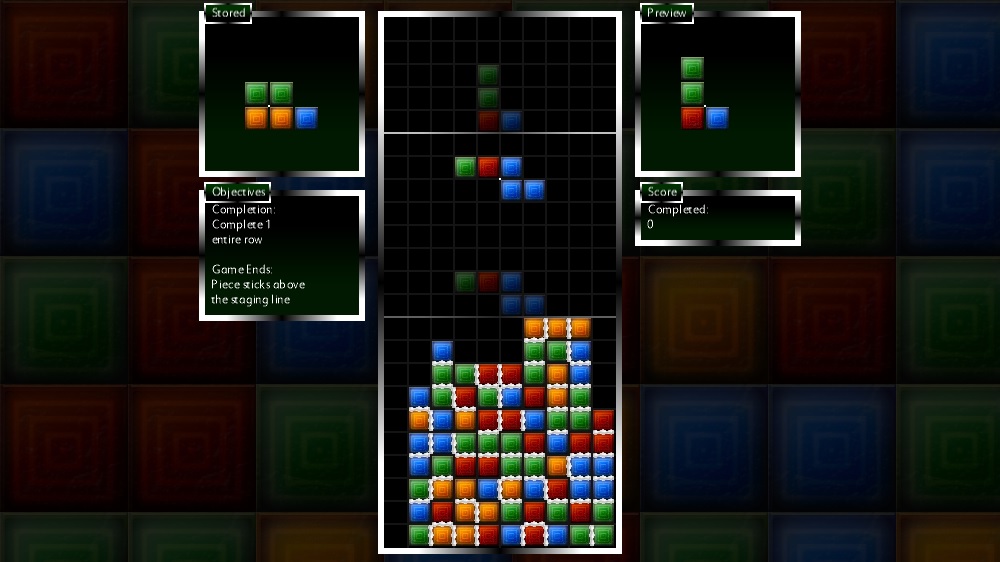 Stored
Preview
Objectives
Completion:
Complete 1
entire row
Game Ends:
Piece sticks above
the staging line
Score
Completed:
0